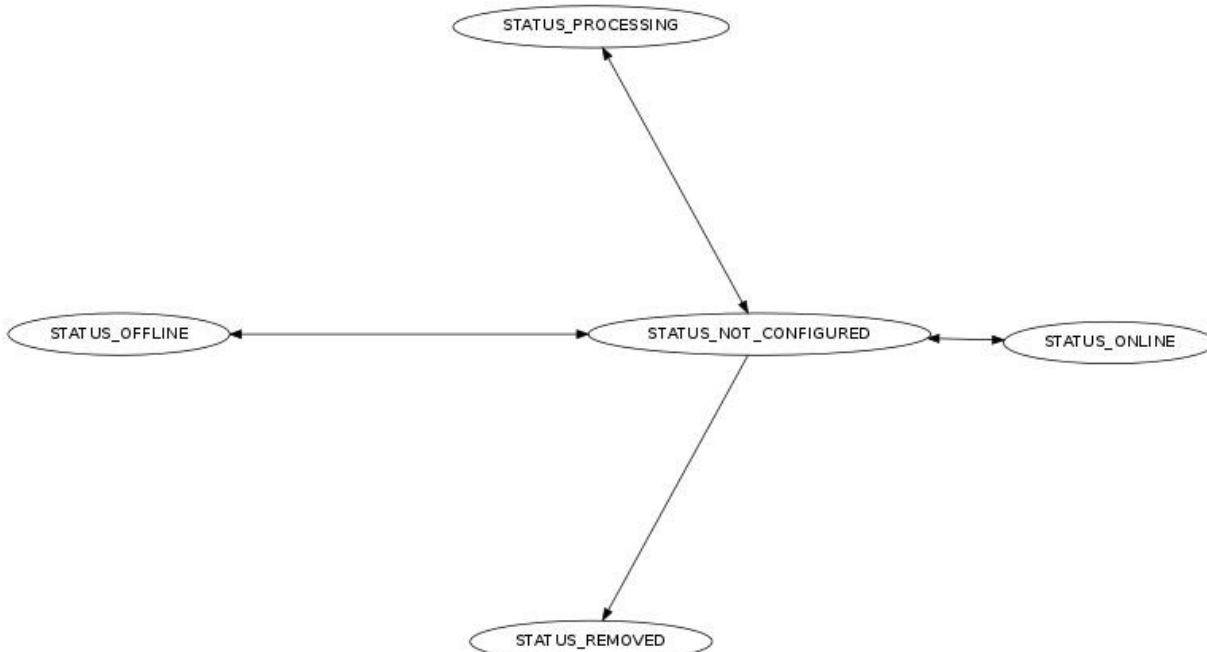 STATUS_PROCESSING
STATUS_OFFLINE
STATUS_NOT_CONFIGURED
STATUS_ONLINE
STATUS_REMOVED